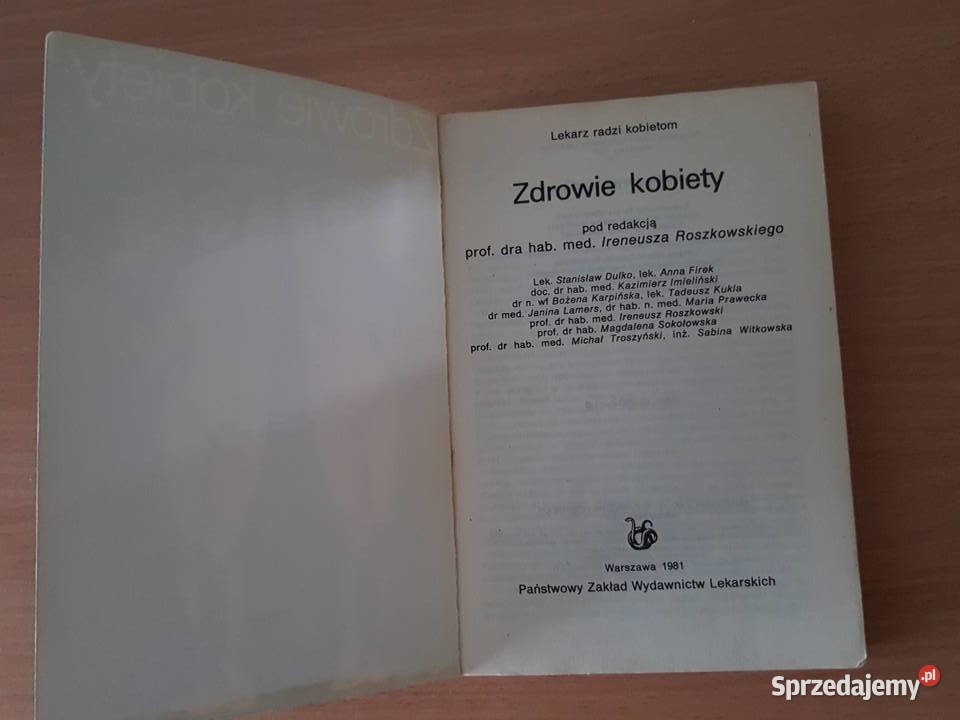 Zdrowie kobiety
Lekarz radzi kobietom
Zdrowie kobiety
pod redakcją
prof. dra hab. med. Ireneusza Roszkowskiego
Lek. Stanisław Dulko, lek. Anna Firek
doc. dr hab. med. Kazimierz Imieliński
dr n. wf Bożena Karpińska, lek. Tadeusz Kukla
dr med. Janina Lamers, dr hab. n. med. Maria Prawecka
prof. dr hab. med. Ireneusz Roszkowski
prof. dr hab. Magdalena Sokołowska
prof. dr hab. med. Michał Troszyński, inż. Sabina Witkowska
Warszawa 1981
Państwowy Zakład Wydawnictw Lekarskich
Sprzedajemy.pl